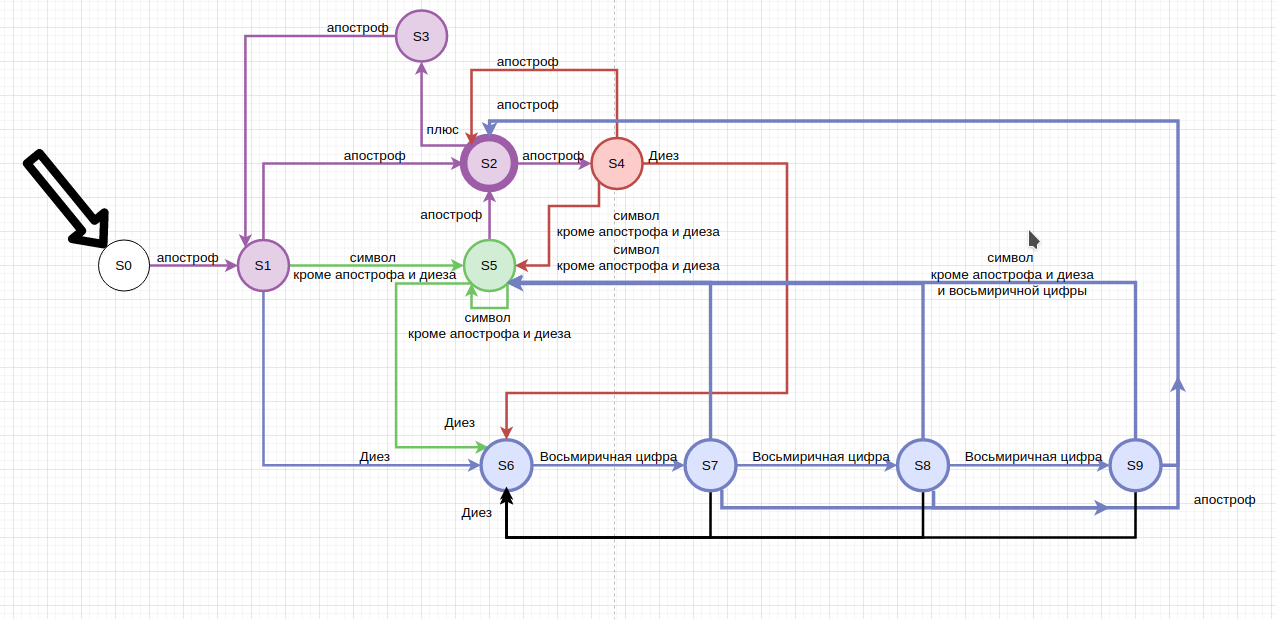 апостроф
S3
апостроф
апостроф
плюс
апостроф
S2
апостроф
S4
Диез
апостроф
символ
кроме апострофа и диеза
S0
апостроф
S1
символ
кроме апострофа и диеза
S5
символ
кроме апострофа и диеза
символ
кроме апострофа и диеза
и восьмиричной цифры
символ
кроме апострофа и диеза
Диез
Диез
S6
Восьмиричная цифра
S7
Восьмиричная цифра
S8
Восьмиричная цифра
S9
апостроф
Диез